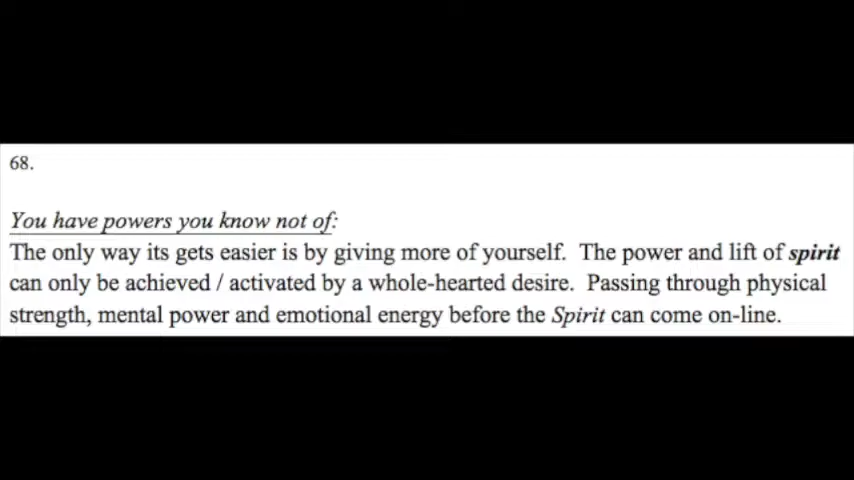 68.
You have powers you know not of:
The only way its gets easier is by giving more of yourself. The power and lift of spirit
can only be achieved / activated by a whole-hearted desire. Passing through physical
strength, mental power and emotional energy before the Spirit can come on-line.